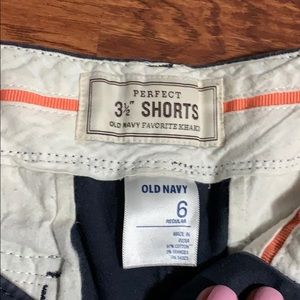 PERFECT
3½" SHORTS
OLD NAVY FAVORITE KHAKI
OLD NAVY
6
REGULAR
MADE IN